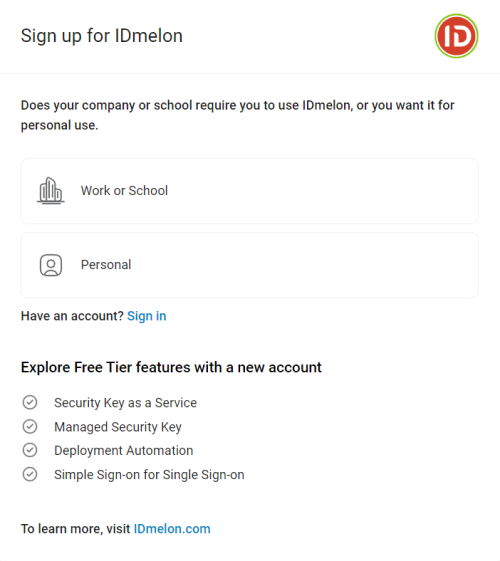 Sign up for IDmelon
ID
Does your company or school require you to use IDmelon, or you want it for
personal use.
Work or School
Personal
Have an account? Sign in
Explore Free Tier features with a new account
Security Key as a Service
Managed Security Key
Deployment Automation
Simple Sign-on for Single Sign-on
To learn more, visit IDmelon.com